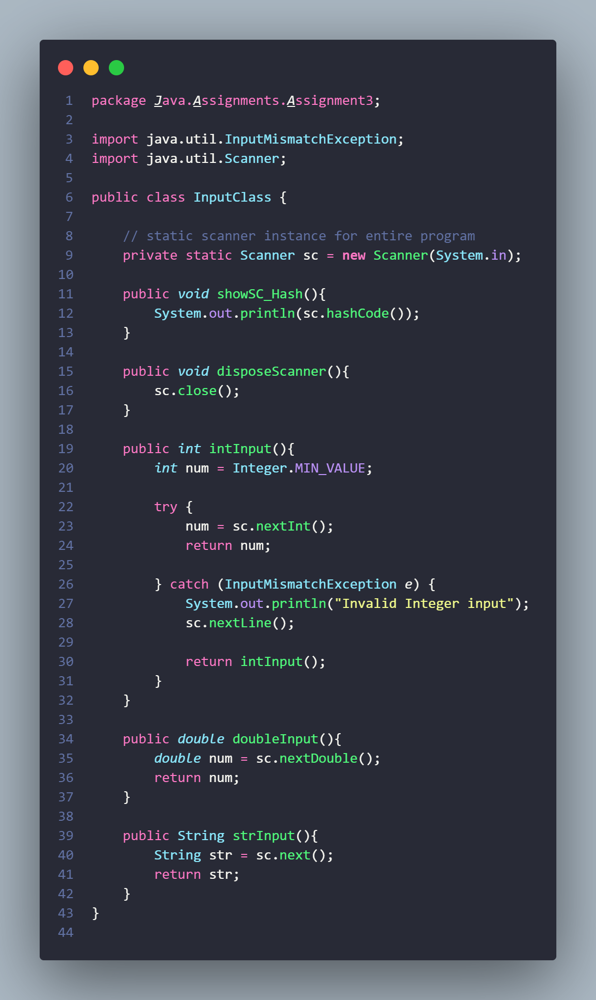 1 package Java.Assignments.Assignment3;
2
3 import java.util.InputMismatchException;
4 import java.util.Scanner;
5
6 public class InputClass {
7
8     // static scanner instance for entire program
9     private static Scanner sc = new Scanner(System.in);
10
11     public void showSC_Hash(){
12         System.out.println(sc.hashCode());
13     }
14
15     public void disposeScanner(){
16         sc.close();
17     }
18
19     public int intInput(){
20         int num = Integer.MIN_VALUE;
21
22         try {
23             num = sc.nextInt();
24             return num;
25
26         } catch (InputMismatchException e) {
27             System.out.println("Invalid Integer input");
28             sc.nextLine();
29
30             return intInput();
31         }
32     }
33
34     public double doubleInput(){
35         double num = sc.nextDouble();
36         return num;
37     }
38
39     public String strInput(){
40         String str = sc.next();
41         return str;
42     }
43 }
44